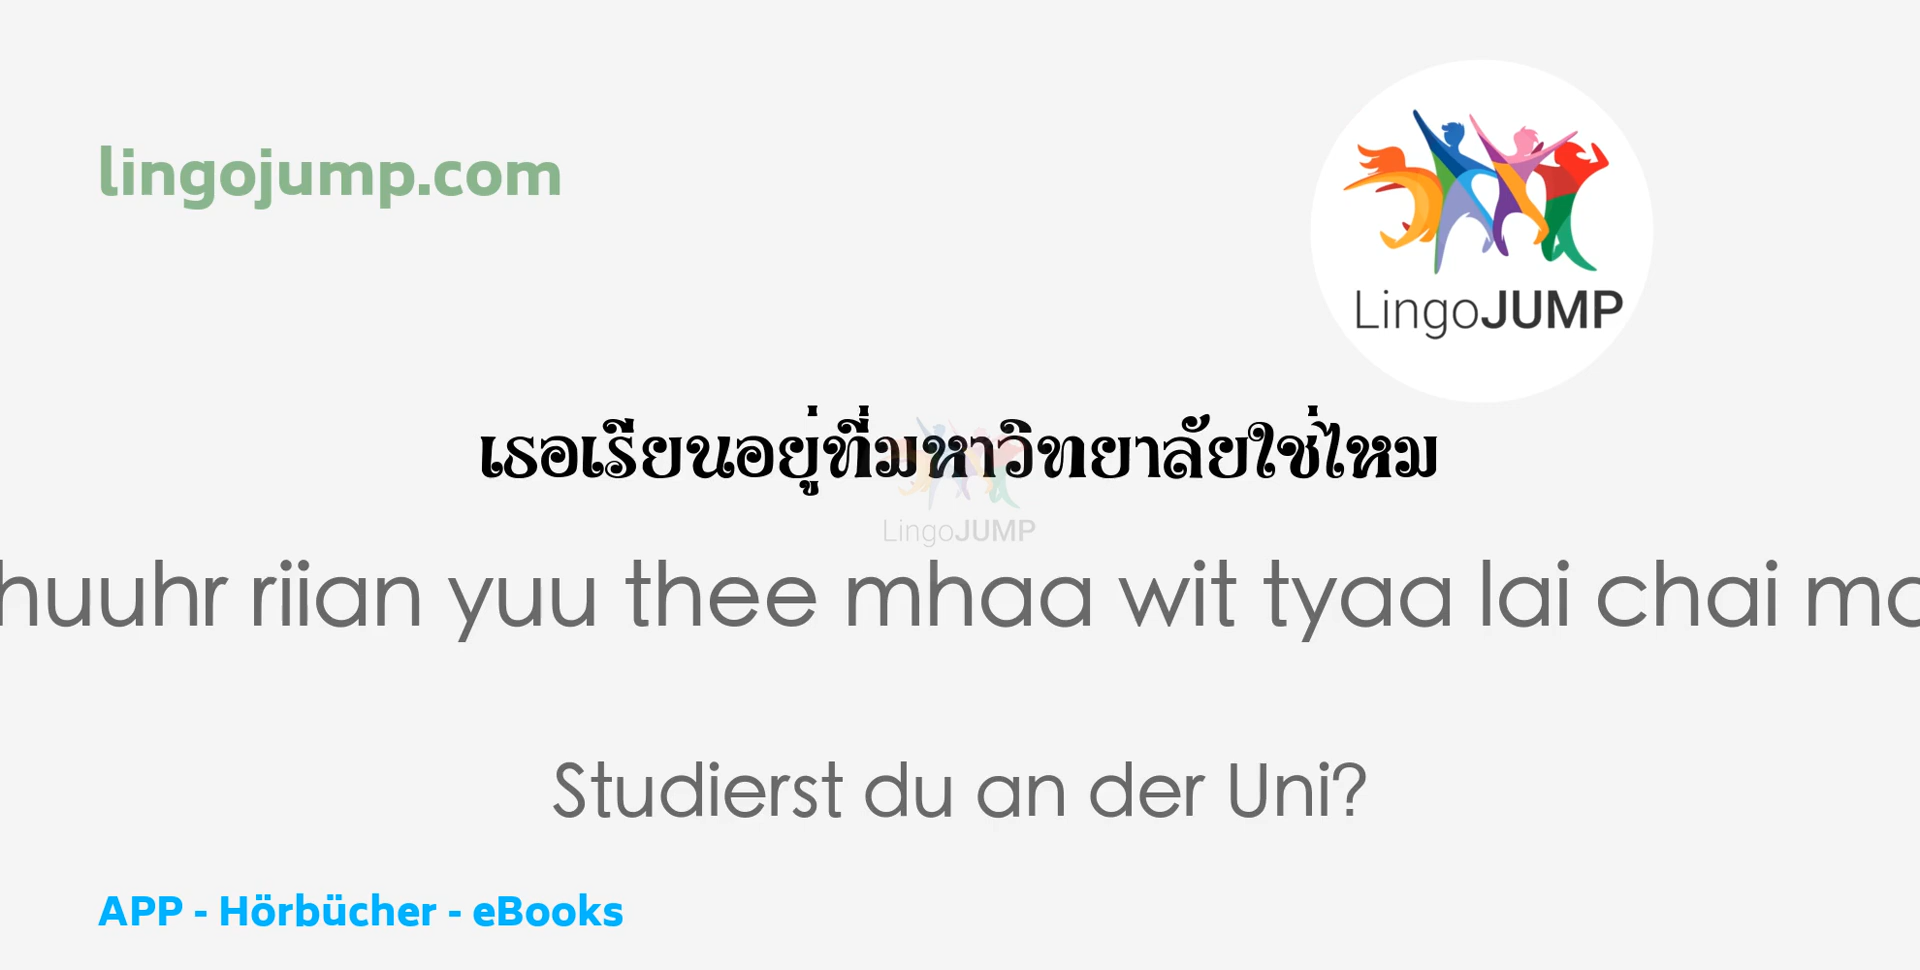 lingojump.com
LingoJUMP
เธอเรียนอยู่ที่มหาวิทยาลัยใช่ไหม
LingoJUMP
huuhr riian yuu thee mhaa wit tyaa lai chai
Studierst du an der Uni?
APP - Hörbücher - eBooks